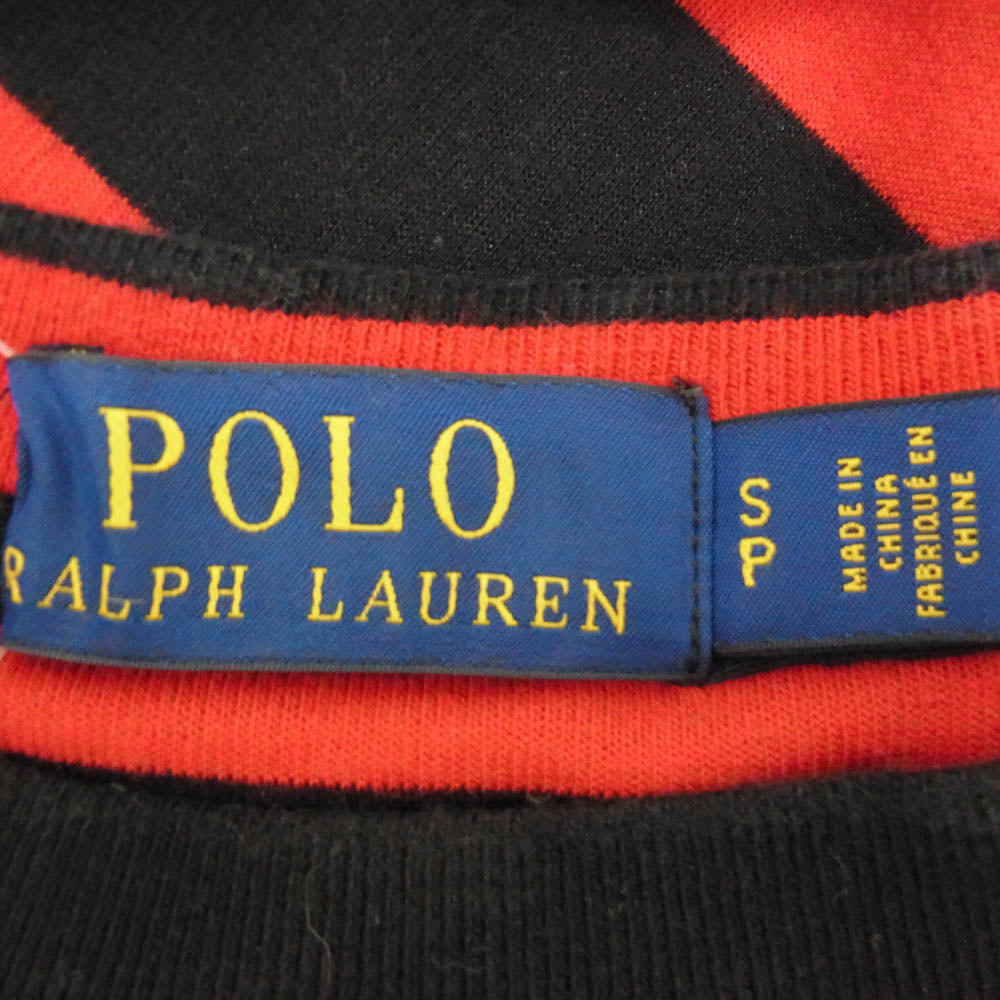 POLO
RALPH LAUREN
S
P
MADE IN
CHINA
FABRIQUÉ EN
CHINE